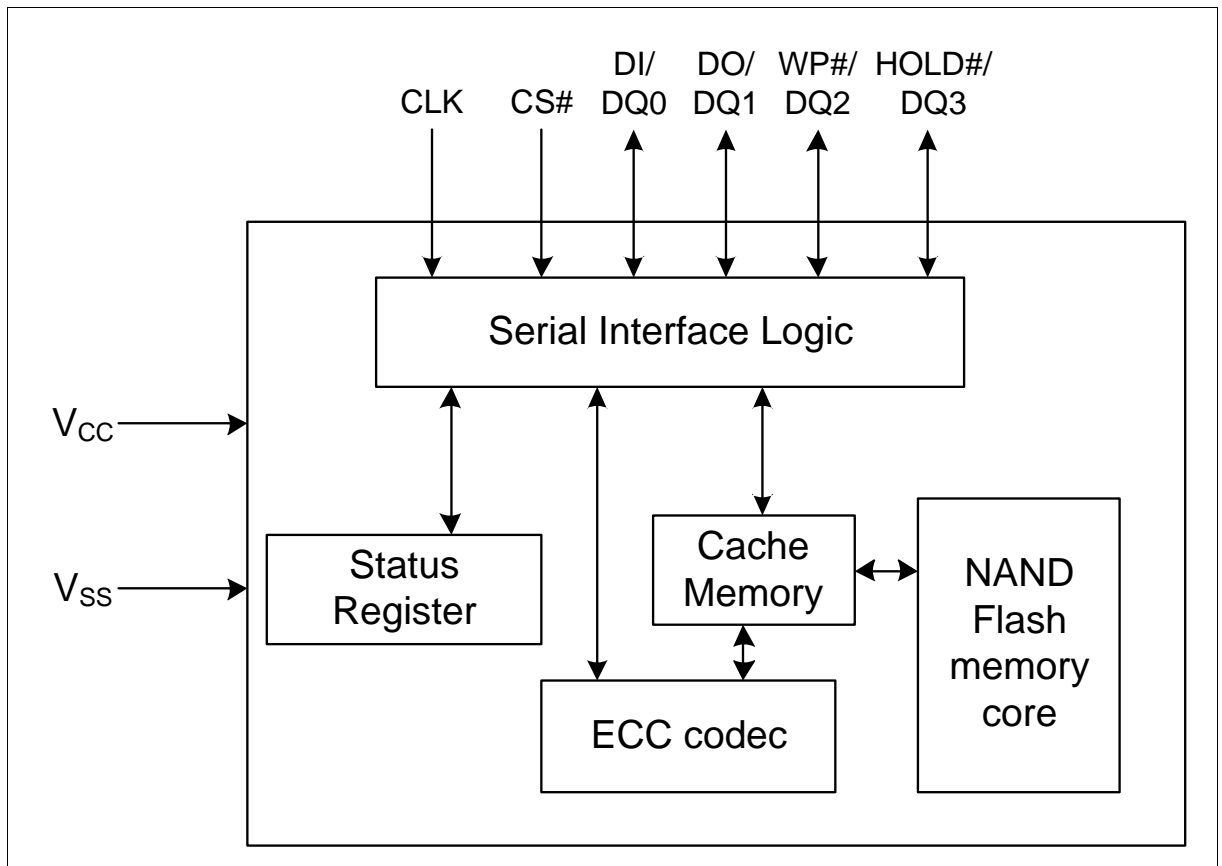 DI/
DQ0
DO/
DQ1
WP#/
DQ2
HOLD#/
DQ3
CLK
CS#
Serial Interface Logic
VCC
VSS
Status
Register
Cache
Memory
NAND
Flash
memory
core
ECC codec